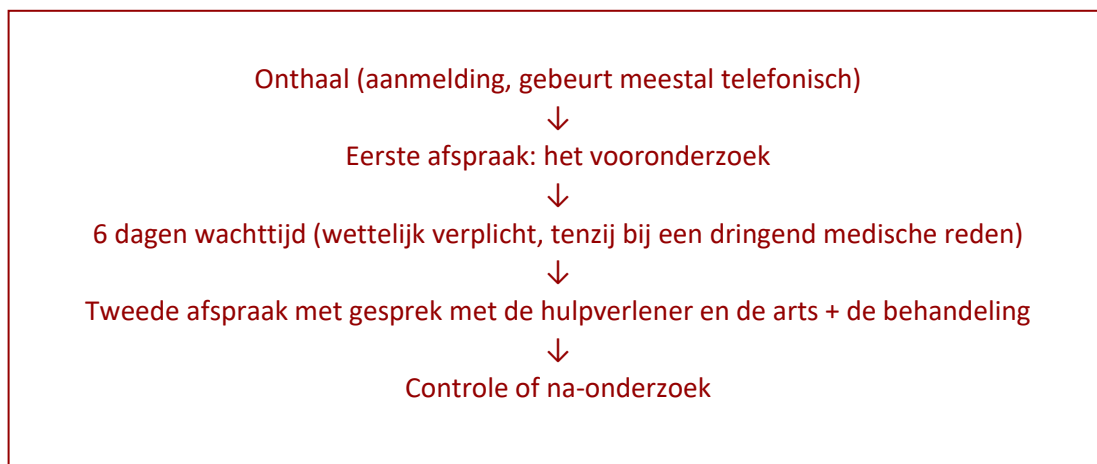 Onthaal (aanmelding, gebeurt meestal telefonisch)
↓
Eerste afspraak: het vooronderzoek
↓
6 dagen wachttijd (wettelijk verplicht, tenzij bij een dringend medische reden)
↓
Tweede afspraak met gesprek met de hulpverlener en de arts + de behandeling
↓
Controle of na-onderzoek